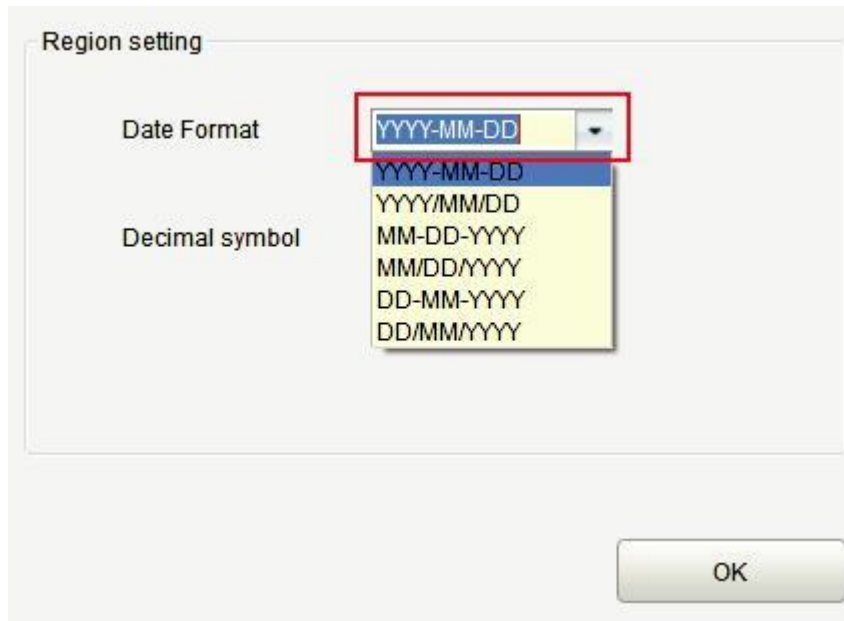 Region setting
Date Format
YYYY-MM-DD
YYYY-MM-DD
YYYY/MM/DD
Decimal symbol
MM-DD-YYYY
MM/DD/YYYY
DD-MM-YYYY
DD/MM/YYYY
OK